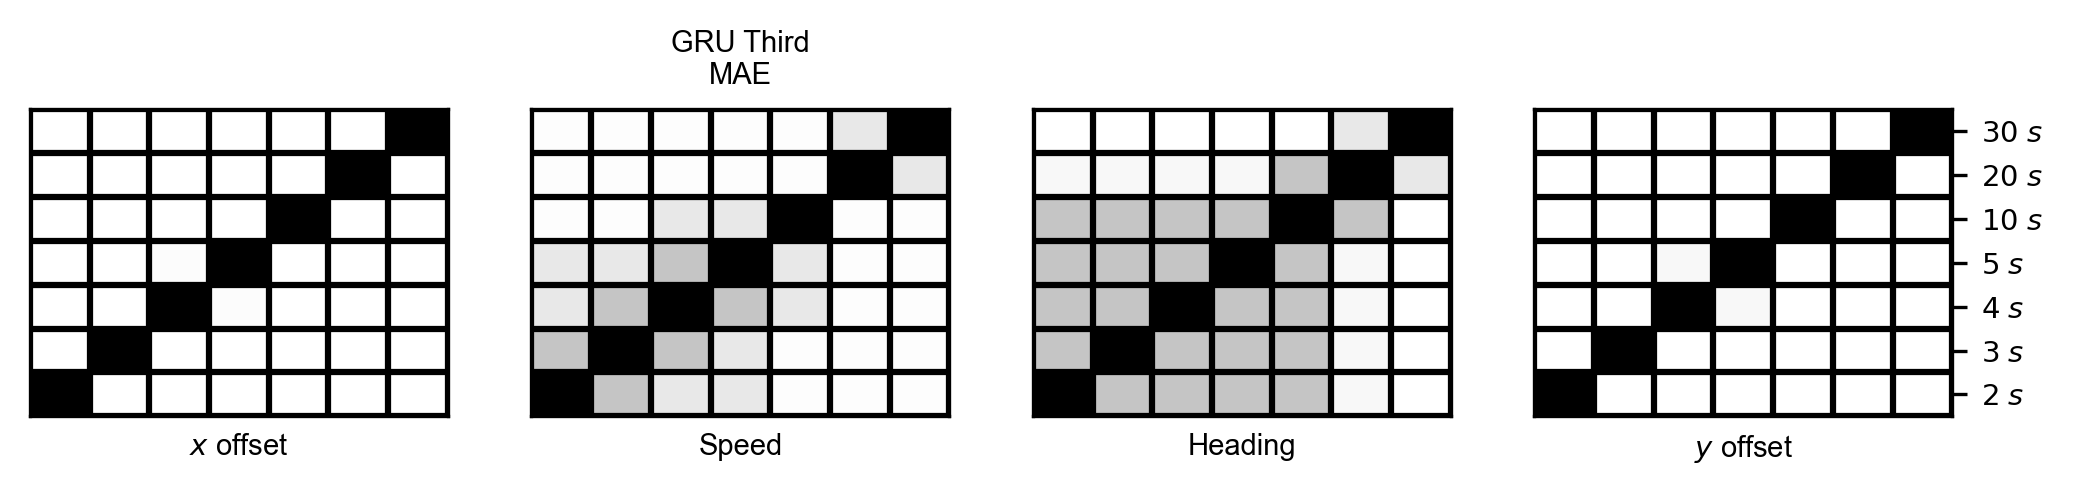 GRU Third
MAE
30 s
20 s
10 s
5 s
4 s
3 s
2 s
x offset
Speed
Heading
y offset